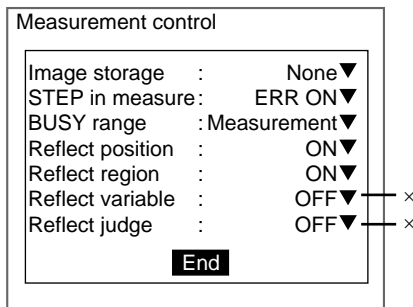 Measurement control
Image storage : None▼
STEP in measure: ERR ON▼
BUSY range : Measurement▼
Reflect position : ON▼
Reflect region : ON▼
Reflect variable : OFF▼ ×
Reflect judge : OFF▼ ×
End